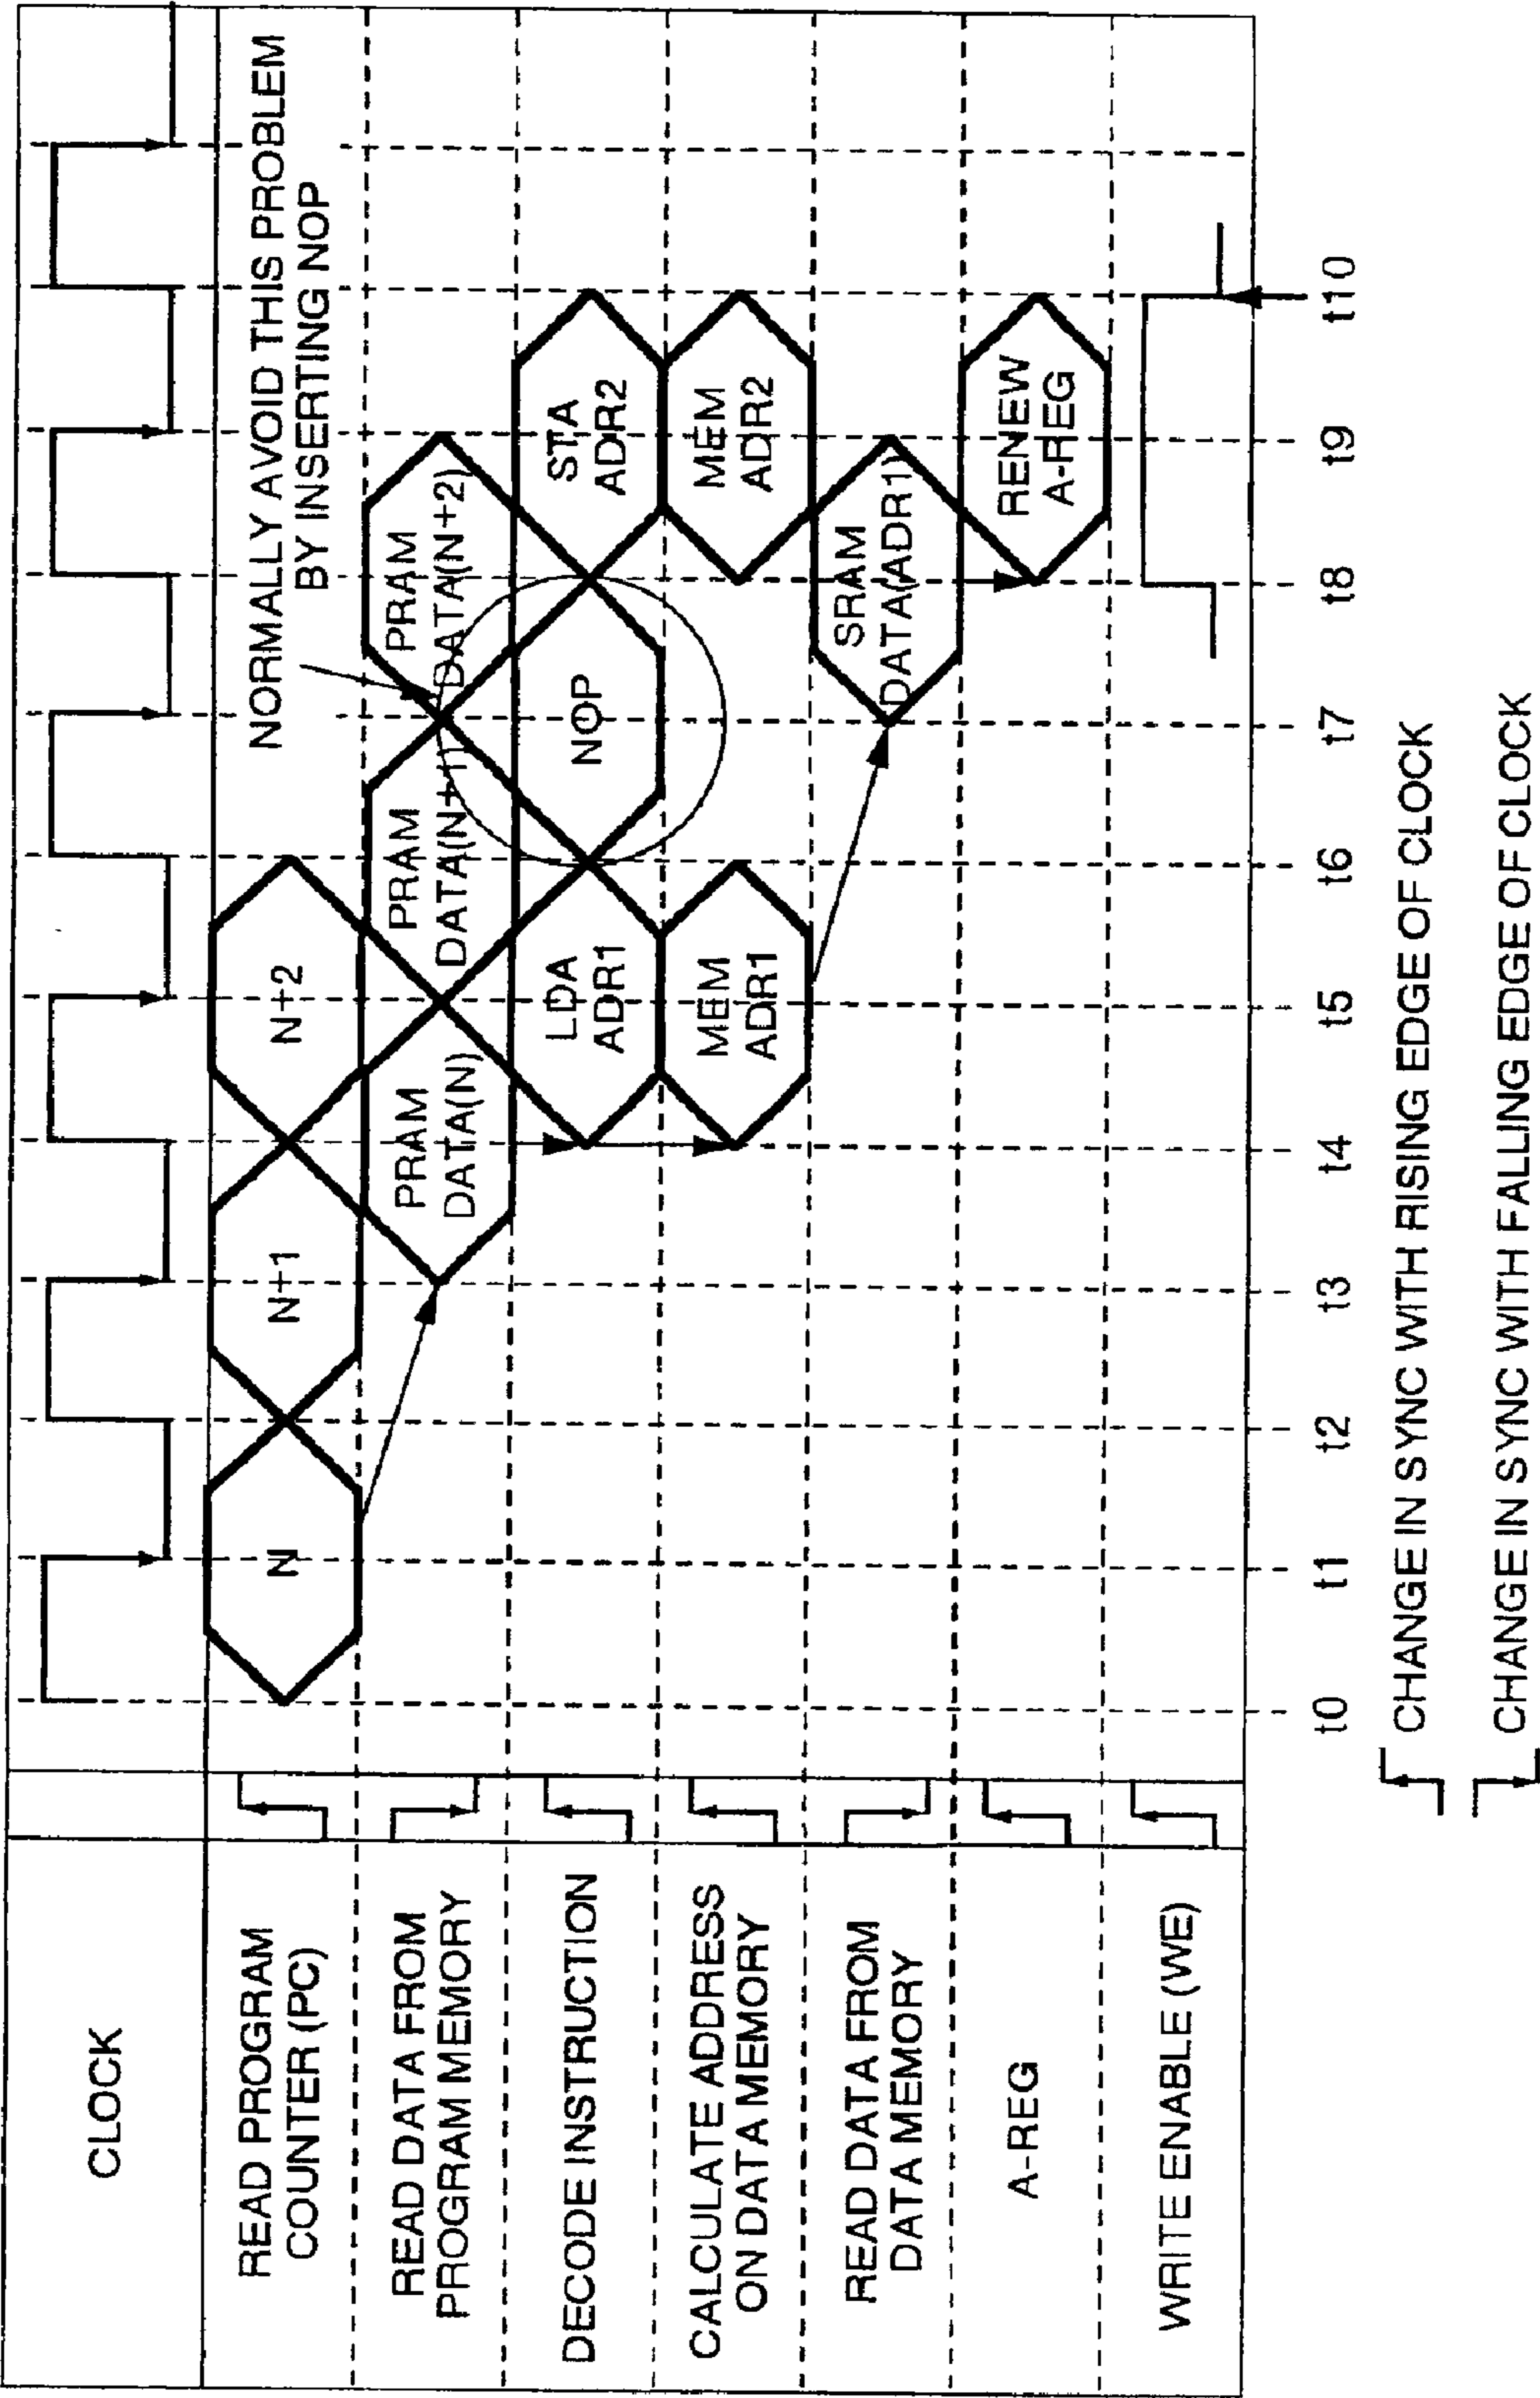 CLOCK
NORMALLY AVOID THIS PROBLEM
BY INSERTING NOP
READ PROGRAM
COUNTER (PC)
N
N+1
N+2
READ DATA FROM
PROGRAM MEMORY
PRAM
DATA(N)
PRAM
DATA(N+1)
PRAM
DATA(N+2)
DECODE INSTRUCTION
LDA
ADR1
NOP
STA
ADR2
CALCULATE ADDRESS
ON DATA MEMORY
MEM
ADR1
MEM
ADR2
READ DATA FROM
DATA MEMORY
SRAM
DATA(ADR1)
A-REG
RENEW
A-REG
WRITE ENABLE (WE)
t0 t1 t2 t3 t4 t5 t6 t7 t8 t9 t10
CHANGE IN SYNC WITH RISING EDGE OF CLOCK
CHANGE IN SYNC WITH FALLING EDGE OF CLOCK